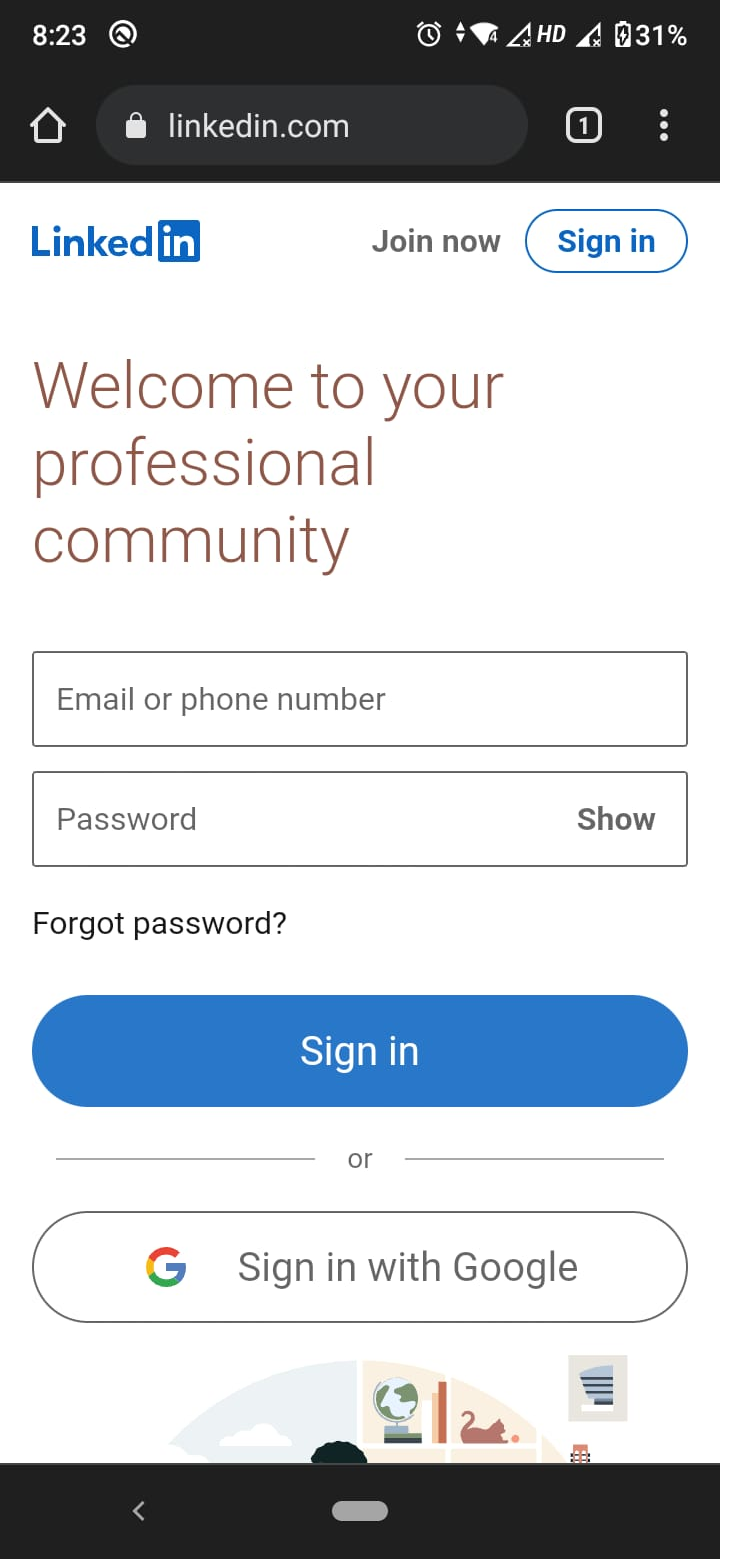 8:23 4 HD 31%
linkedin.com 1
Linkedin Join now Sign in
Welcome to your
professional
community
Email or phone number
Password Show
Forgot password?
Sign in
or
G Sign in with Google